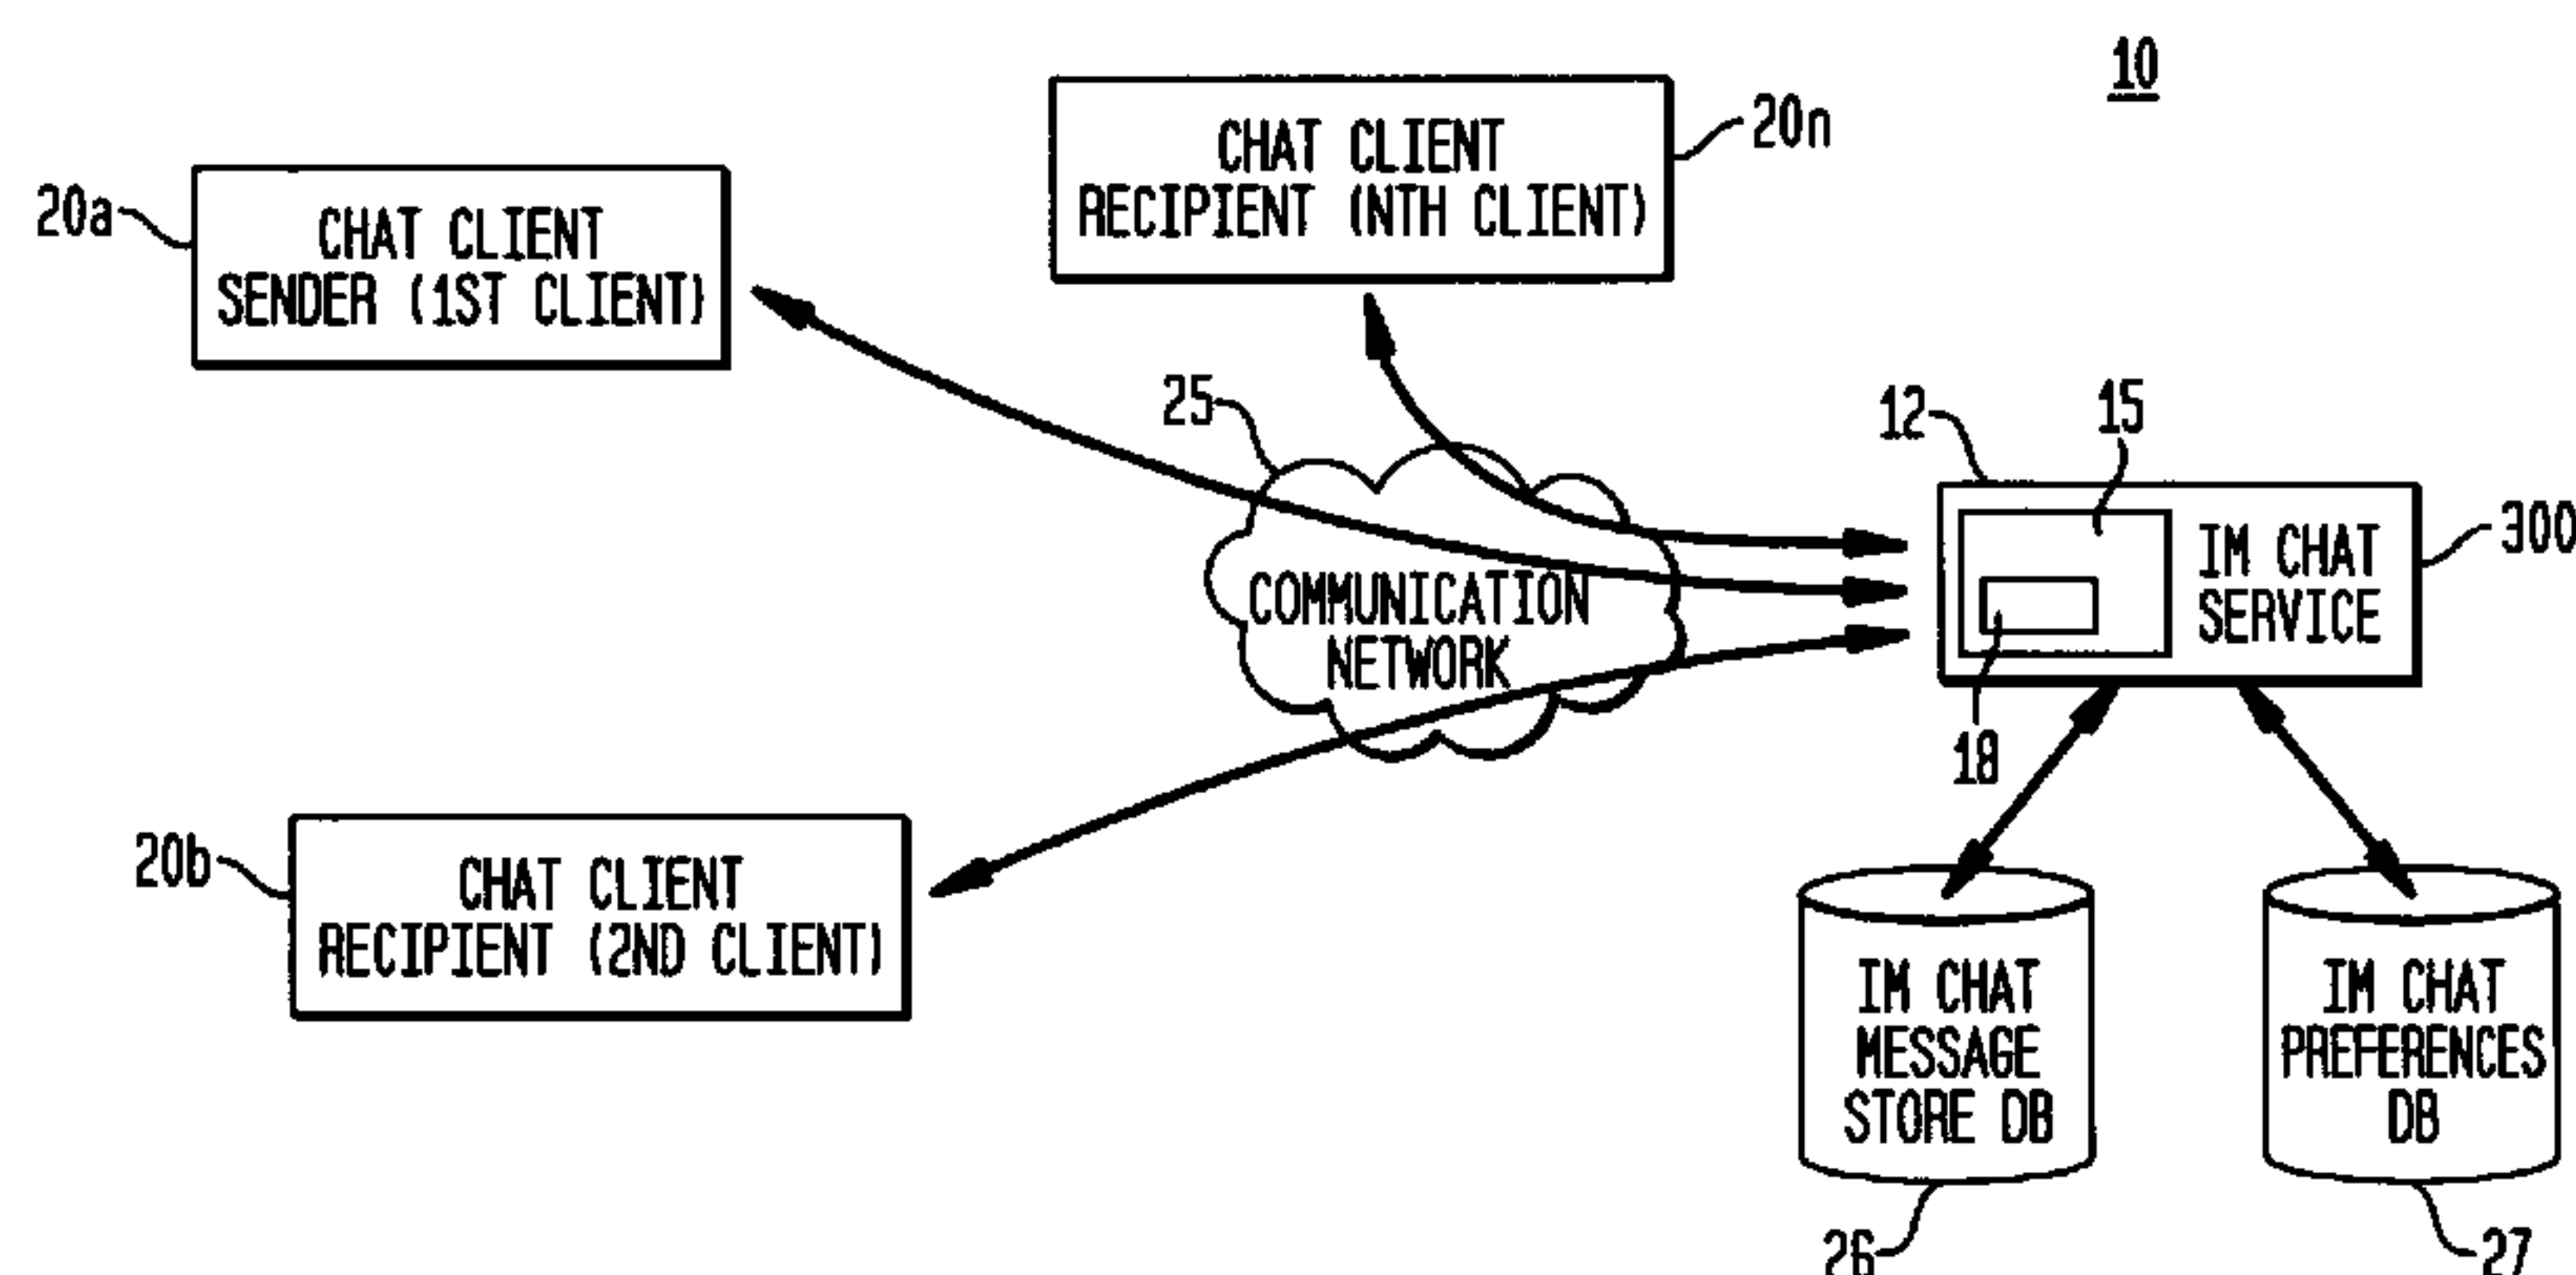 10
20n
CHAT CLIENT
RECIPIENT (NTH CLIENT)
20a
CHAT CLIENT
SENDER (1ST CLIENT)
25
12
15
300
IM CHAT
SERVICE
COMMUNICATION
NETWORK
18
20b
CHAT CLIENT
RECIPIENT (2ND CLIENT)
IM CHAT
MESSAGE
STORE DB
IM CHAT
PREFERENCES
DB
26
27